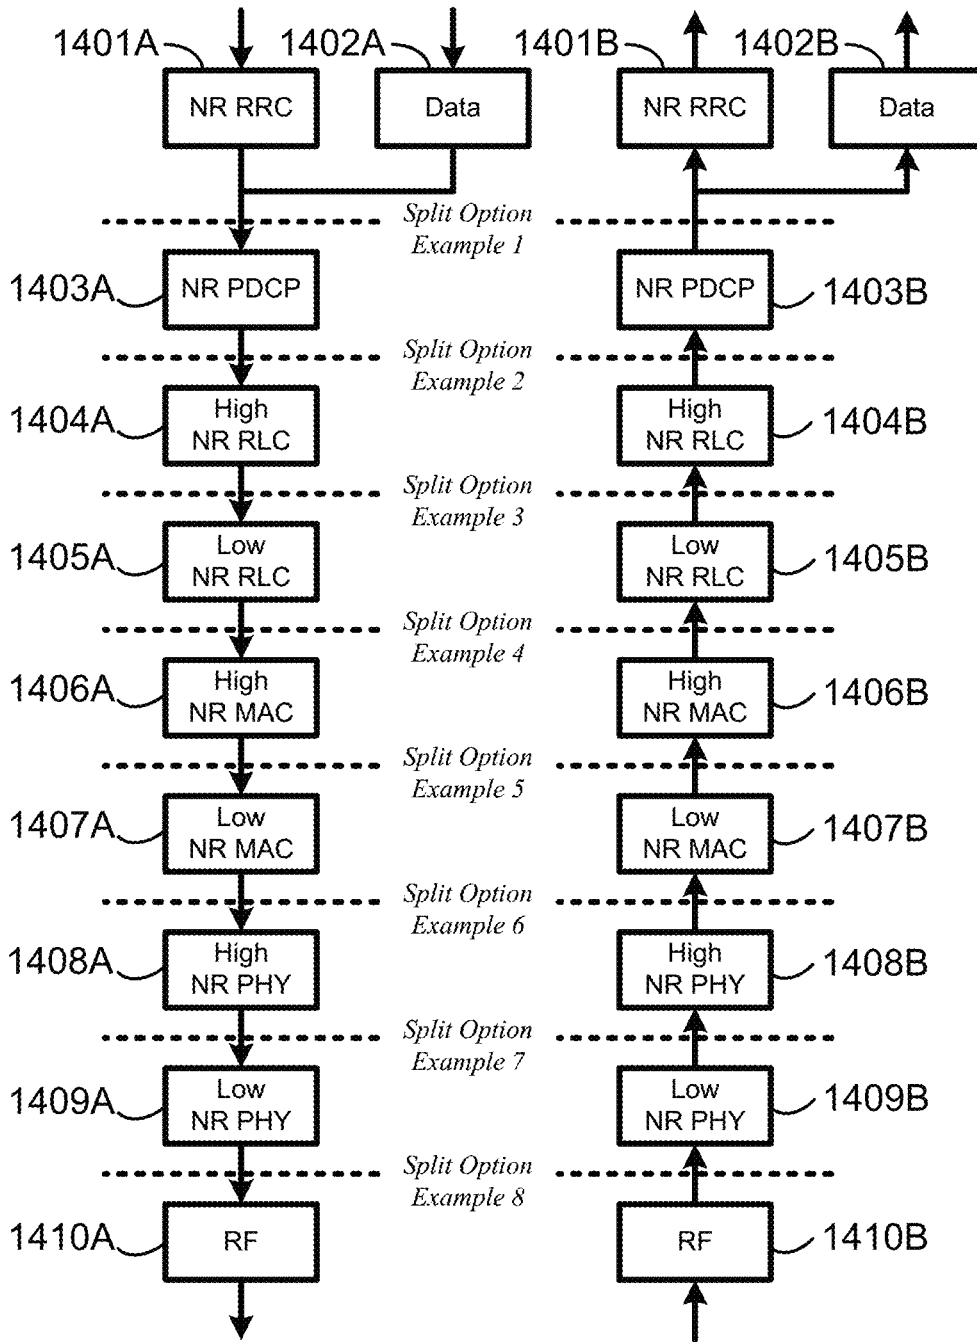 1401A 1402A 1401B 1402B
NR RRC Data NR RRC Data
Split Option
Example 1
1403A NR PDCP NR PDCP 1403B
Split Option
Example 2
1404A High NR RLC High NR RLC 1404B
Split Option
Example 3
1405A Low NR RLC Low NR RLC 1405B
Split Option
Example 4
1406A High NR MAC High NR MAC 1406B
Split Option
Example 5
1407A Low NR MAC Low NR MAC 1407B
Split Option
Example 6
1408A High NR PHY High NR PHY 1408B
Split Option
Example 7
1409A Low NR PHY Low NR PHY 1409B
Split Option
Example 8
1410A RF RF 1410B